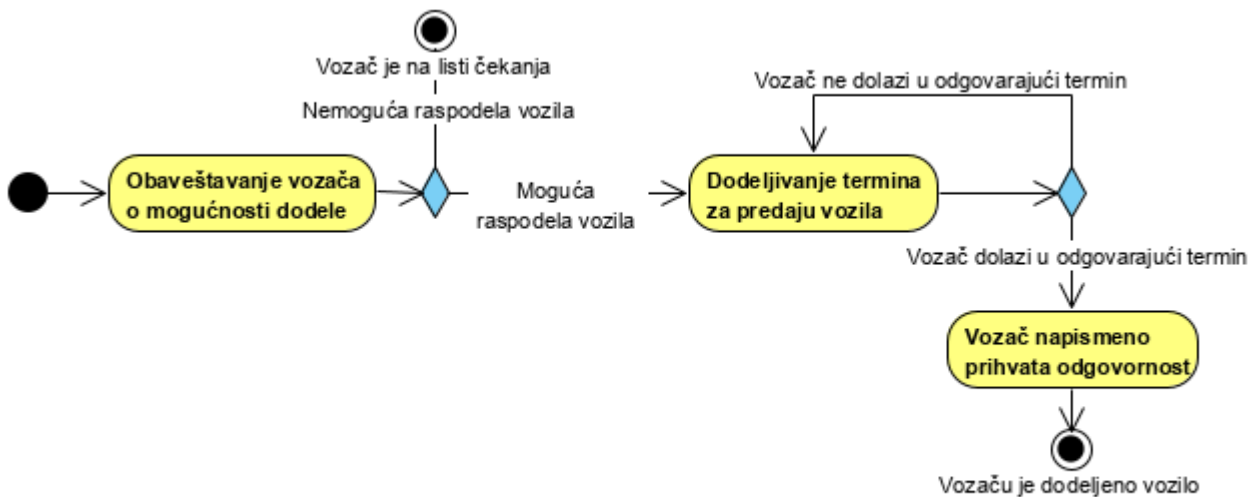 Vozač je na listi čekanja
Nemoguća raspodela vozila
Obaveštavanje vozača
o mogućnosti dodele
Moguća
raspodela vozila
Vozač ne dolazi u odgovarajući termin
Dodeljivanje termina
za predaju vozila
Vozač dolazi u odgovarajući termin
Vozač napismeno
prihvata odgovornost
Vozaču je dodeljeno vozilo